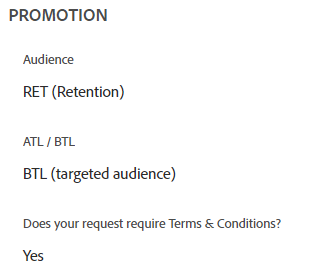 PROMOTION
Audience
RET (Retention)
ATL / BTL
BTL (targeted audience)
Does your request require Terms & Conditions?
Yes